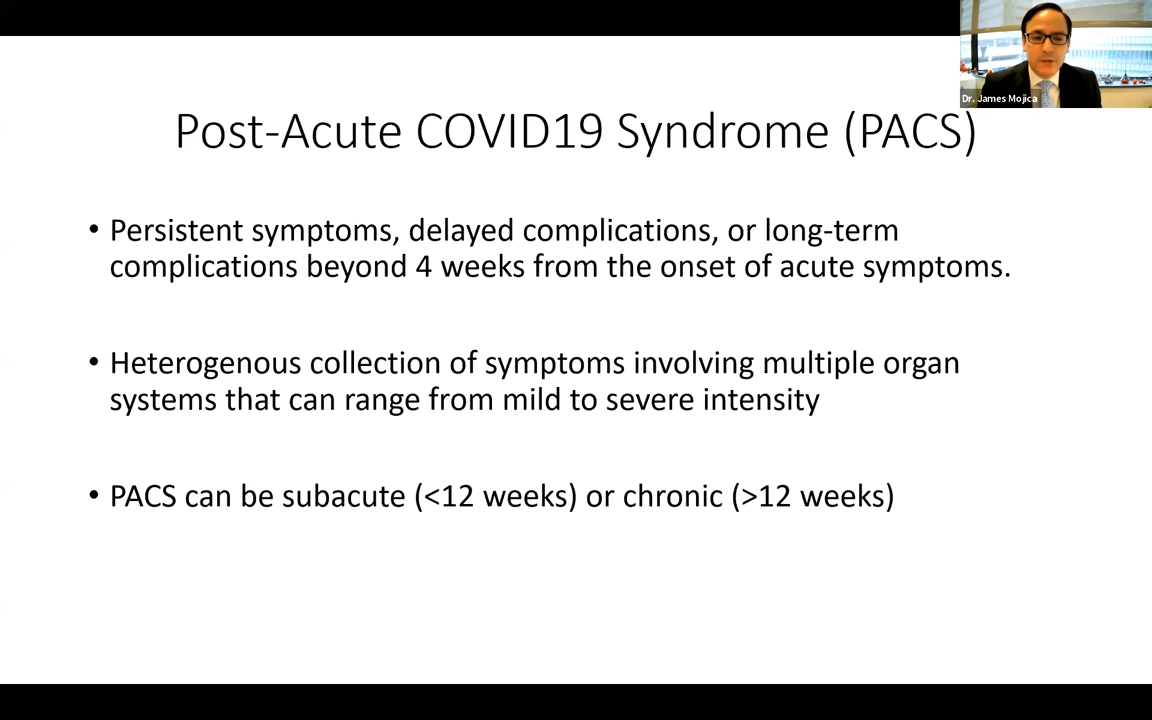 Dr. James Mojica
Post-Acute COVID19 Syndrome (PACS)
• Persistent symptoms, delayed complications, or long-term
complications beyond 4 weeks from the onset of acute symptoms.
• Heterogenous collection of symptoms involving multiple organ
systems that can range from mild to severe intensity
• PACS can be subacute (<12 weeks) or chronic (>12 weeks)